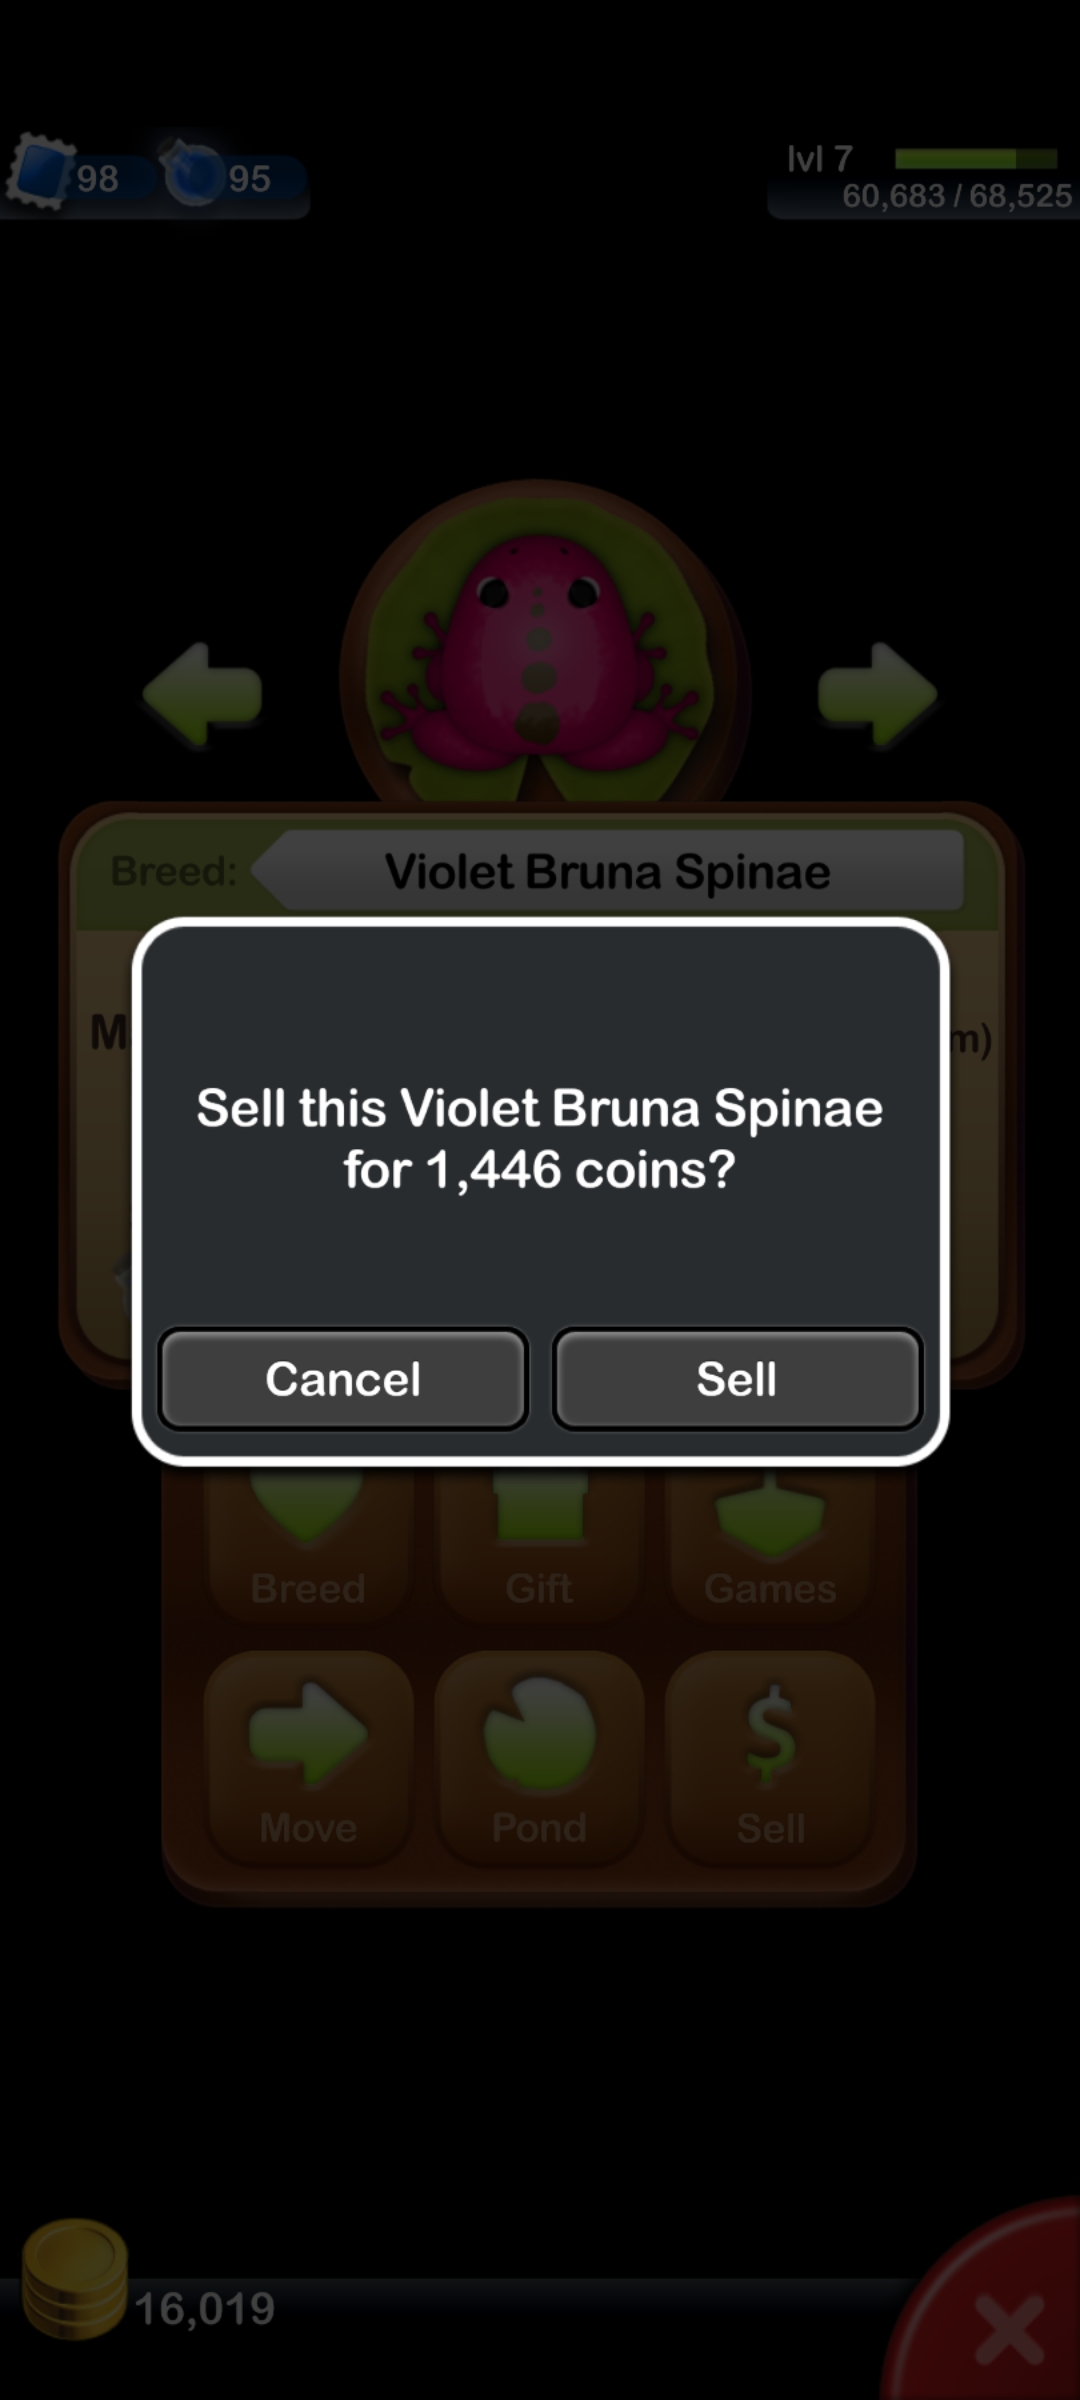 98
95
lvl 7
60,683 / 68,525
Breed:
Violet Bruna Spinae
Sell this Violet Bruna Spinae
for 1,446 coins?
Cancel
Sell
Breed
Gift
Games
Move
Pond
$
Sell
16,019